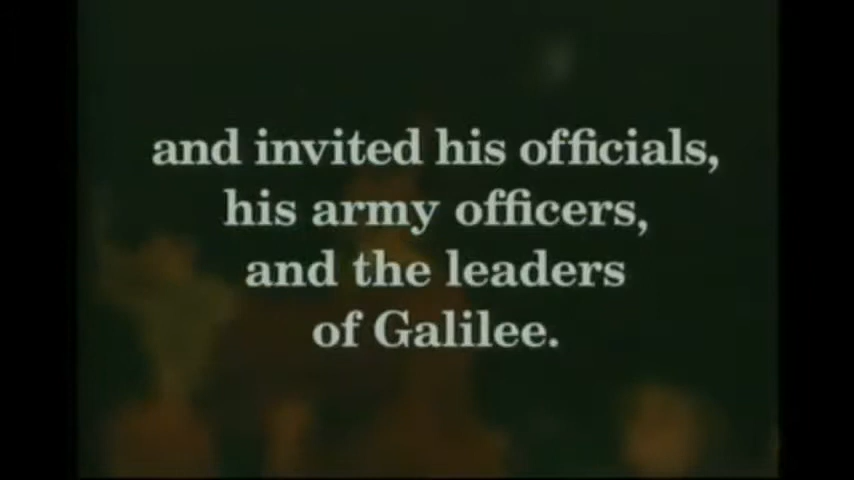 and invited his officials,
his army officers,
and the leaders
of Galilee.